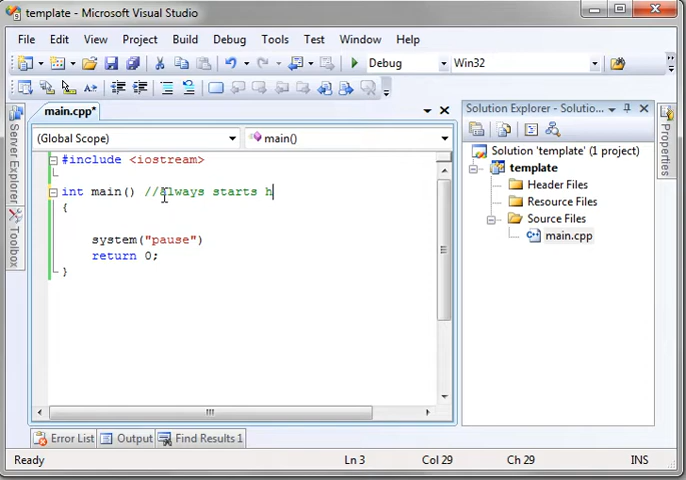 template - Microsoft Visual Studio
File Edit View Project Build Debug Tools Test Window Help
Debug Win32
main.cpp*
Solution Explorer - Solutio...
(Global Scope) main()
#include <iostream>
int main() //always starts h
{
system("pause")
return 0;
}
Solution 'template' (1 project)
template
Header Files
Resource Files
Source Files
main.cpp
Server Explorer
Toolbox
Properties
Error List Output Find Results 1
Ready Ln 3 Col 29 Ch 29 INS